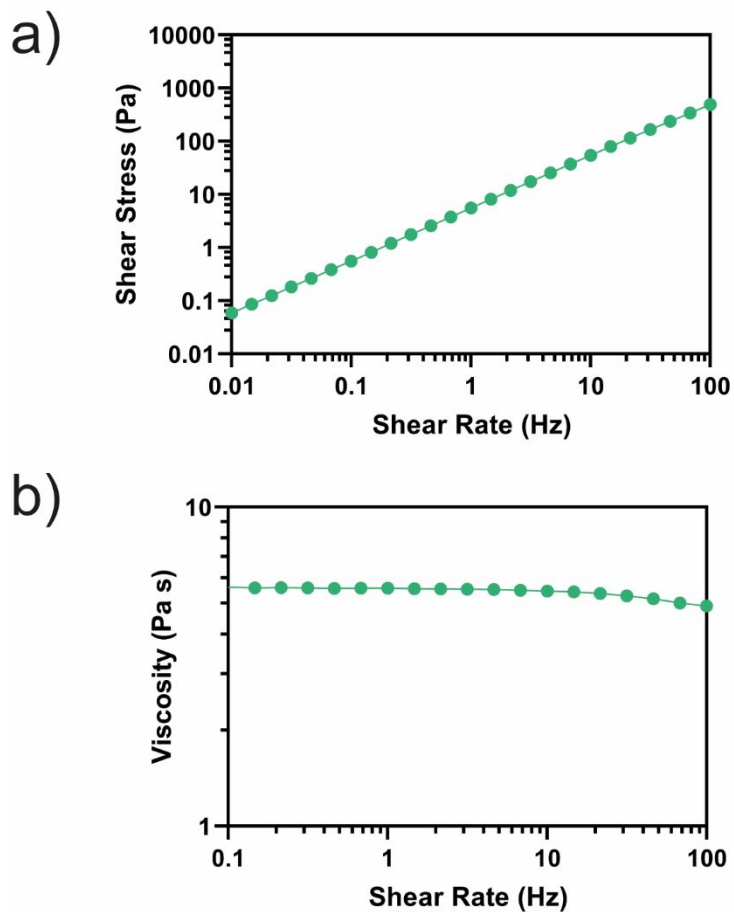 a)
10000
1000
100
10
1
0.1
0.01
Shear Stress (Pa)
0.01 0.1 1 10 100
Shear Rate (Hz)
b)
10
1
Viscosity (Pa s)
0.1 1 10 100
Shear Rate (Hz)